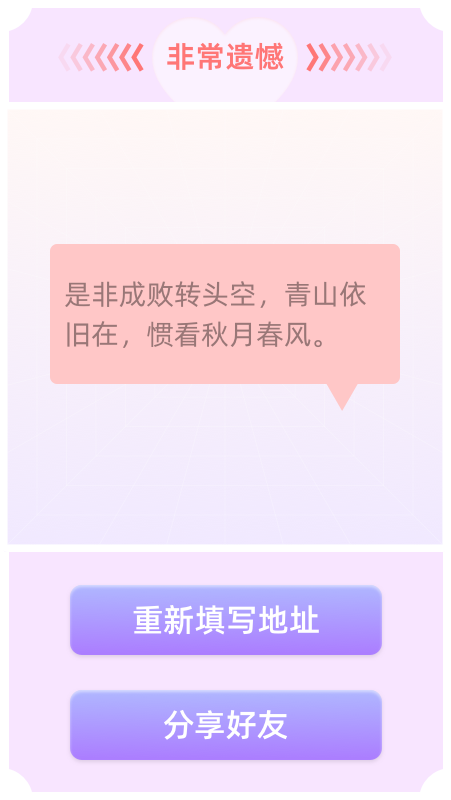 非常遗憾
是非成败转头空，青山依
旧在，惯看秋月春风。
重新填写地址
分享好友